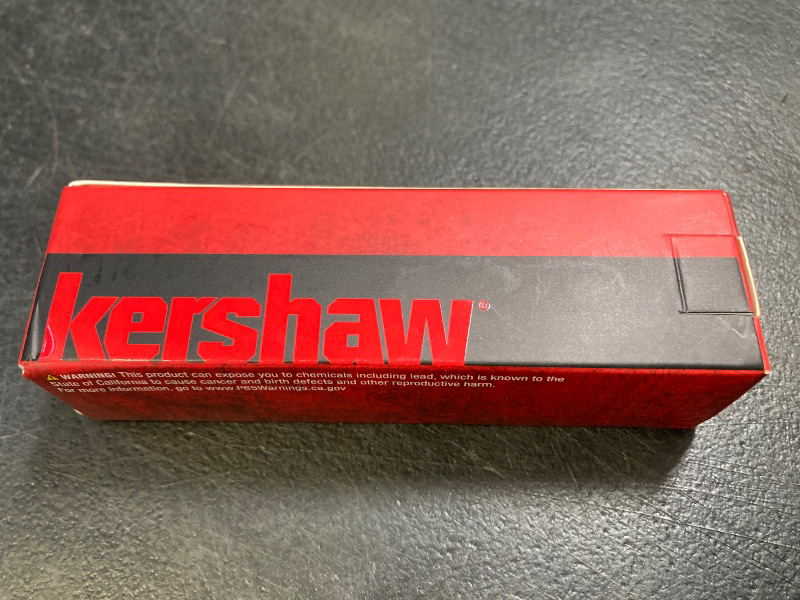 kershaw®
⚠ WARNING! This product can expose you to chemicals including lead, which is known to the
State of California to cause cancer and birth defects and other reproductive harm.
For more information, go to www.P65Warnings.ca.gov